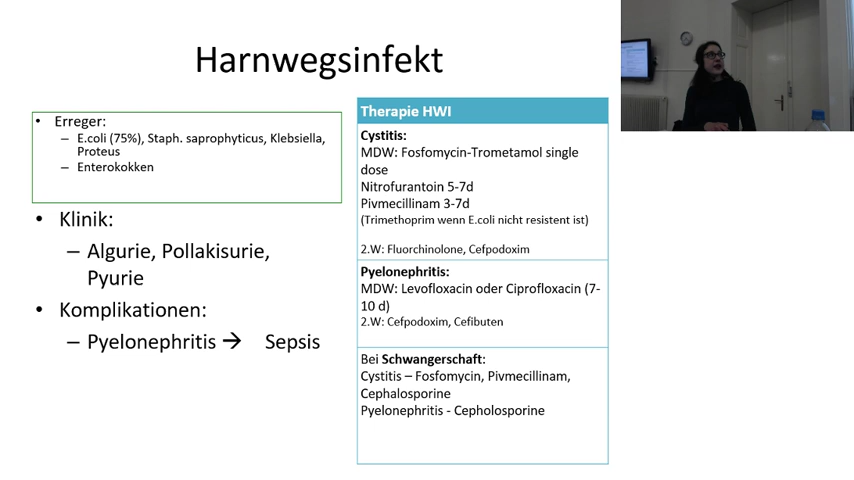 Harnwegsinfekt
• Erreger:
– E.coli (75%), Staph. saprophyticus, Klebsiella,
Proteus
– Enterokokken
• Klinik:
– Algurie, Pollakisurie,
Pyurie
• Komplikationen:
– Pyelonephritis → Sepsis
Therapie HWI
Cystitis:
MDW: Fosfomycin-Trometamol single
dose
Nitrofurantoin 5-7d
Pivmecillinam 3-7d
(Trimethoprim wenn E.coli nicht resistent ist)
2.W: Fluorchinolone, Cefpodoxim
Pyelonephritis:
MDW: Levofloxacin oder Ciprofloxacin (7-
10 d)
2.W: Cefpodoxim, Cefibuten
Bei Schwangerschaft:
Cystitis – Fosfomycin, Pivmecillinam,
Cephalosporine
Pyelonephritis - Cepholosporine